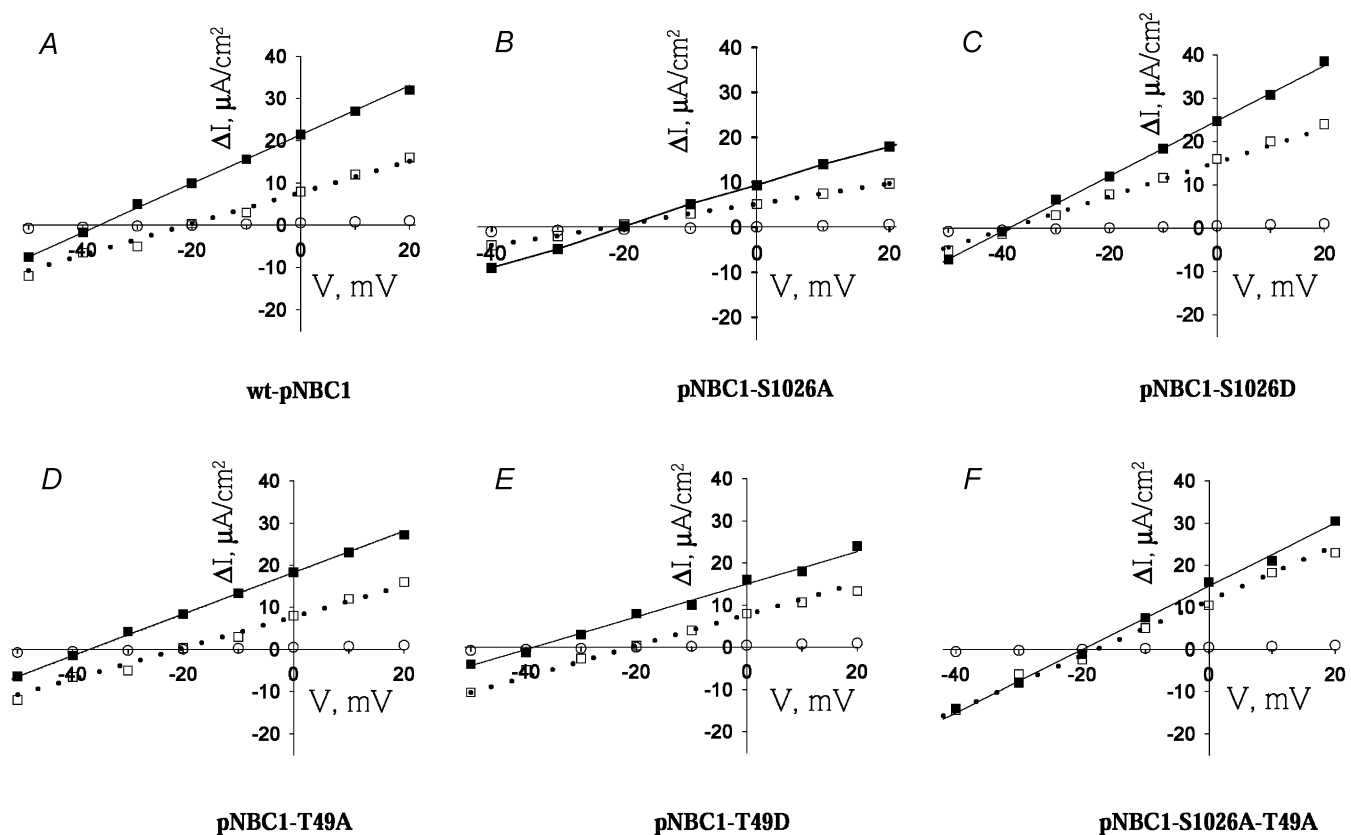 A
ΔI, μA/cm²
40
30
20
10
0
-10
-20
-40
-20
0
20
V, mV
wt-pNBC1
B
ΔI, μA/cm²
40
30
20
10
0
-10
-20
-40
-20
0
20
V, mV
pNBC1-S1026A
C
ΔI, μA/cm²
40
30
20
10
0
-10
-20
-40
-20
0
20
V, mV
pNBC1-S1026D
D
ΔI, μA/cm²
40
30
20
10
0
-10
-20
-40
-20
0
20
V, mV
pNBC1-T49A
E
ΔI, μA/cm²
40
30
20
10
0
-10
-20
-40
-20
0
20
V, mV
pNBC1-T49D
F
ΔI, μA/cm²
40
30
20
10
0
-10
-20
-40
-20
0
20
V, mV
pNBC1-S1026A-T49A